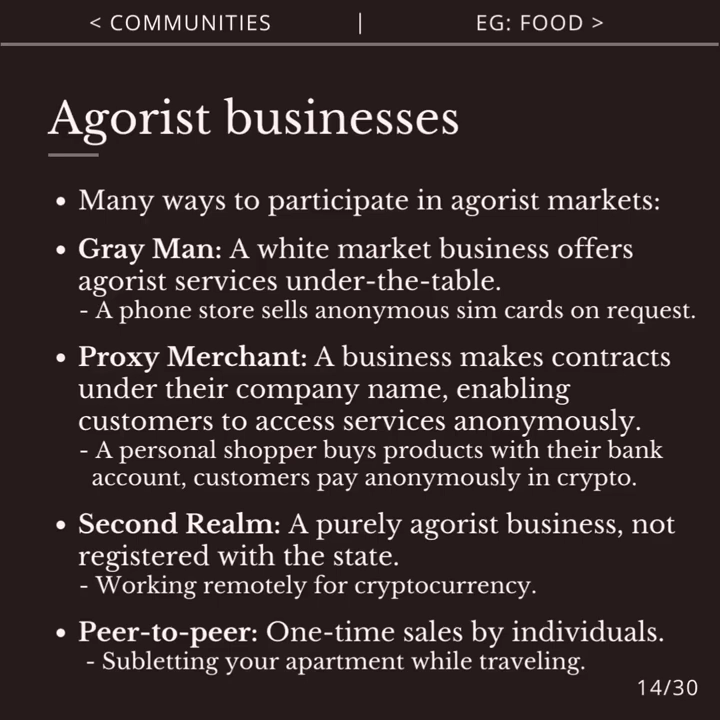 < COMMUNITIES | EG: FOOD >
Agorist businesses
• Many ways to participate in agorist markets:
• Gray Man: A white market business offers
agorist services under-the-table.
- A phone store sells anonymous sim cards on request.
• Proxy Merchant: A business makes contracts
under their company name, enabling
customers to access services anonymously.
- A personal shopper buys products with their bank
account, customers pay anonymously in crypto.
• Second Realm: A purely agorist business, not
registered with the state.
- Working remotely for cryptocurrency.
• Peer-to-peer: One-time sales by individuals.
- Subletting your apartment while traveling.
14/30